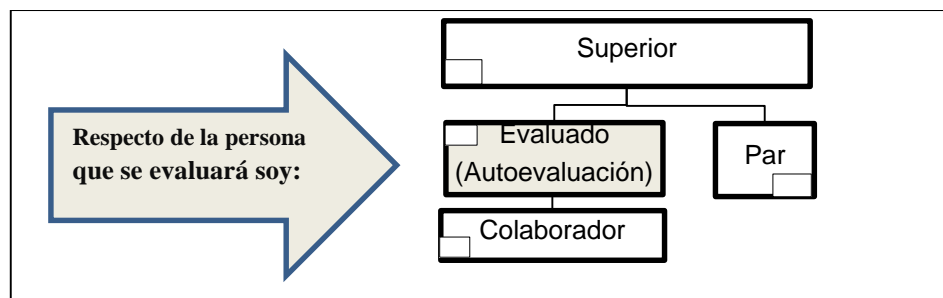 Respecto de la persona
que se evaluará soy:
Superior
Evaluado
(Autoevaluación)
Par
Colaborador